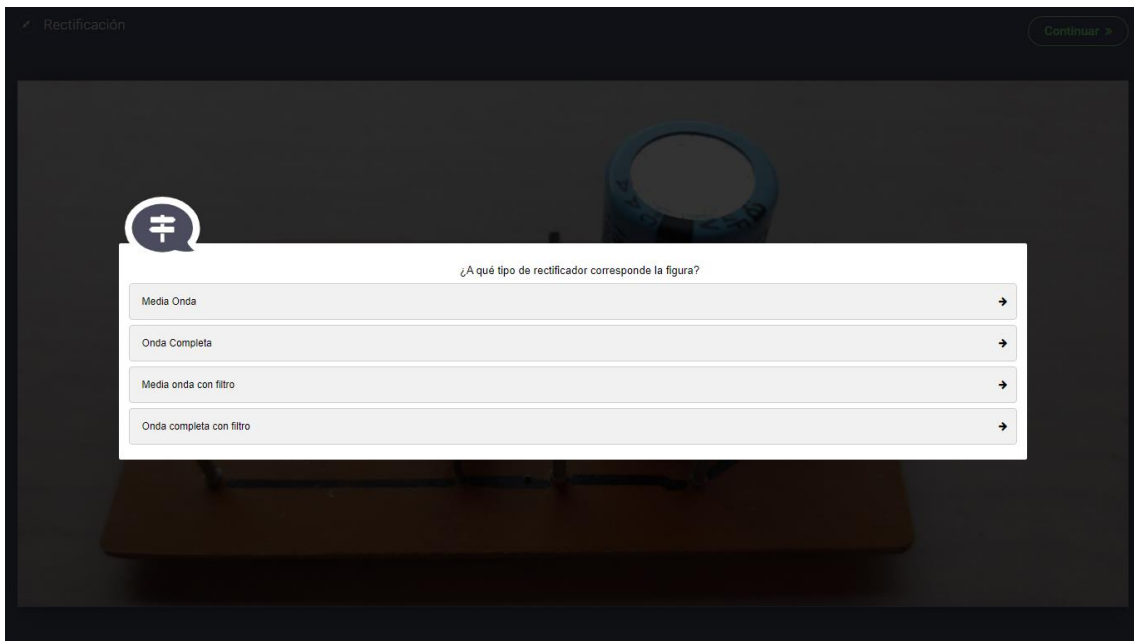 Rectificación
Continuar »
¿A qué tipo de rectificador corresponde la figura?
Media Onda
Onda Completa
Media onda con filtro
Onda completa con filtro